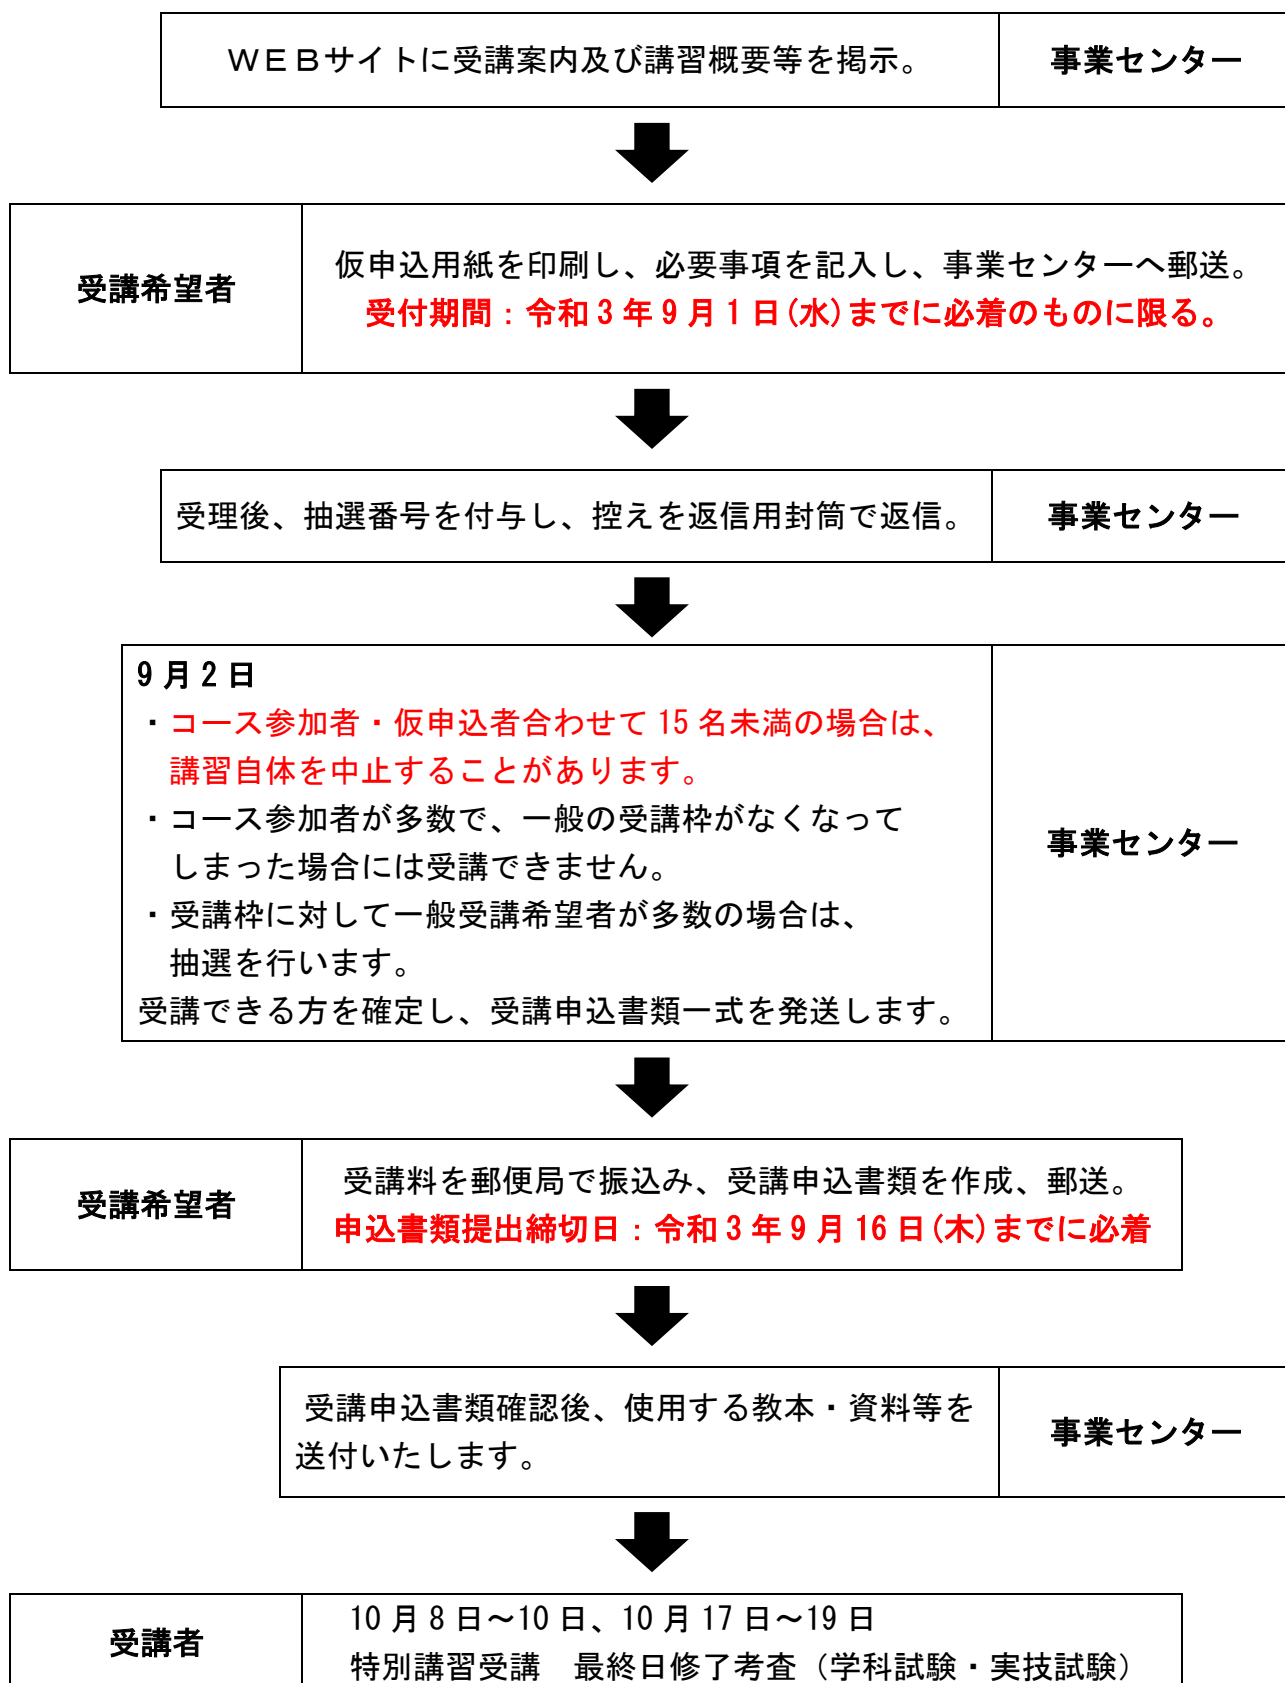 ＷＥＢサイトに受講案内及び講習概要等を掲示。
事業センター
受講希望者
仮申込用紙を印刷し、必要事項を記入し、事業センターへ郵送。
受付期間：令和3年9月1日(水)までに必着のものに限る。
受理後、抽選番号を付与し、控えを返信用封筒で返信。
事業センター
9月2日
・コース参加者・仮申込者合わせて15名未満の場合は、
講習自体を中止することがあります。
・コース参加者が多数で、一般の受講枠がなくなって
しまった場合には受講できません。
・受講枠に対して一般受講希望者が多数の場合は、
抽選を行います。
受講できる方を確定し、受講申込書類一式を発送します。
事業センター
受講希望者
受講料を郵便局で振込み、受講申込書類を作成、郵送。
申込書類提出締切日：令和3年9月16日(木)までに必着
受講申込書類確認後、使用する教本・資料等を
送付いたします。
事業センター
受講者
10月8日～10日、10月17日～19日
特別講習受講　最終日修了考査（学科試験・実技試験）